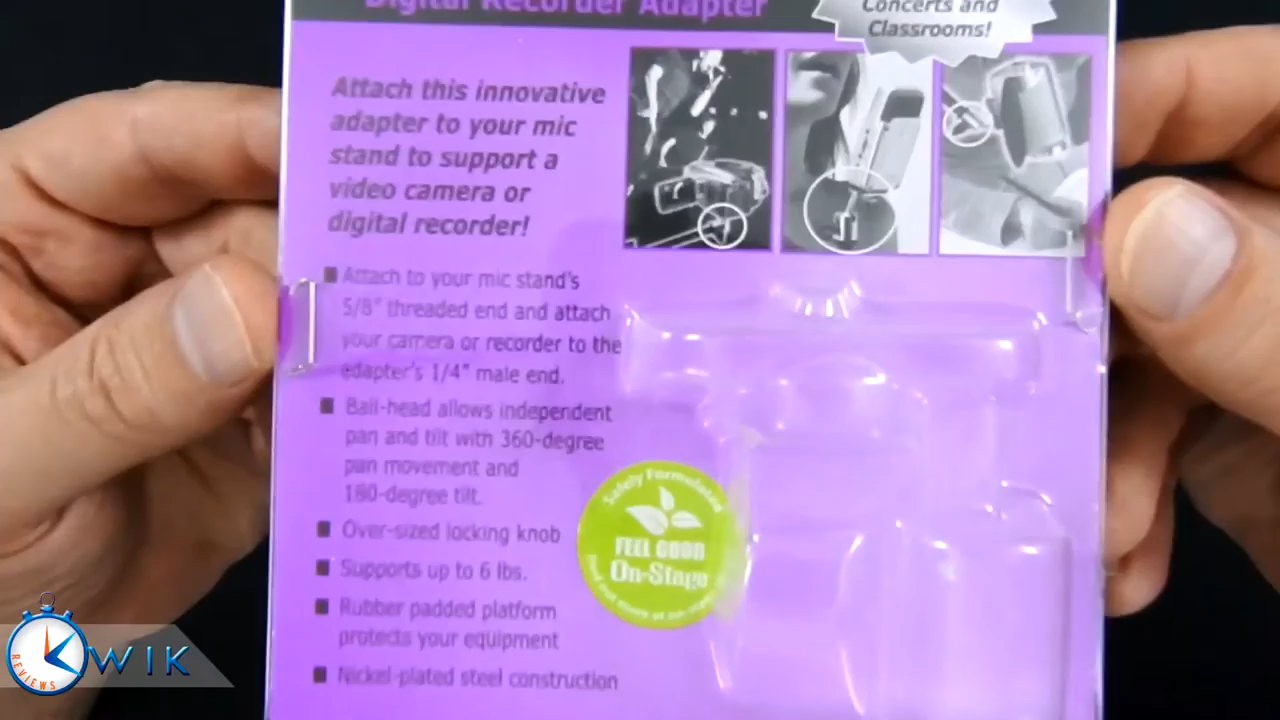 Digital Recorder Adapter
Concerts and
Classrooms!
Attach this innovative
adapter to your mic
stand to support a
video camera or
digital recorder!
Attach to your mic stand's
5/8" threaded end and attach
your camera or recorder to the
adapter's 1/4" male end.
Ball-head allows independent
pan and tilt with 360-degree
pan movement and
180-degree tilt.
Over-sized locking knob
Supports up to 6 lbs.
Rubber padded platform
protects your equipment
Nickel-plated steel construction
Safely Formulated
FEEL GOOD
On-Stage
KWIK
REVIEWS